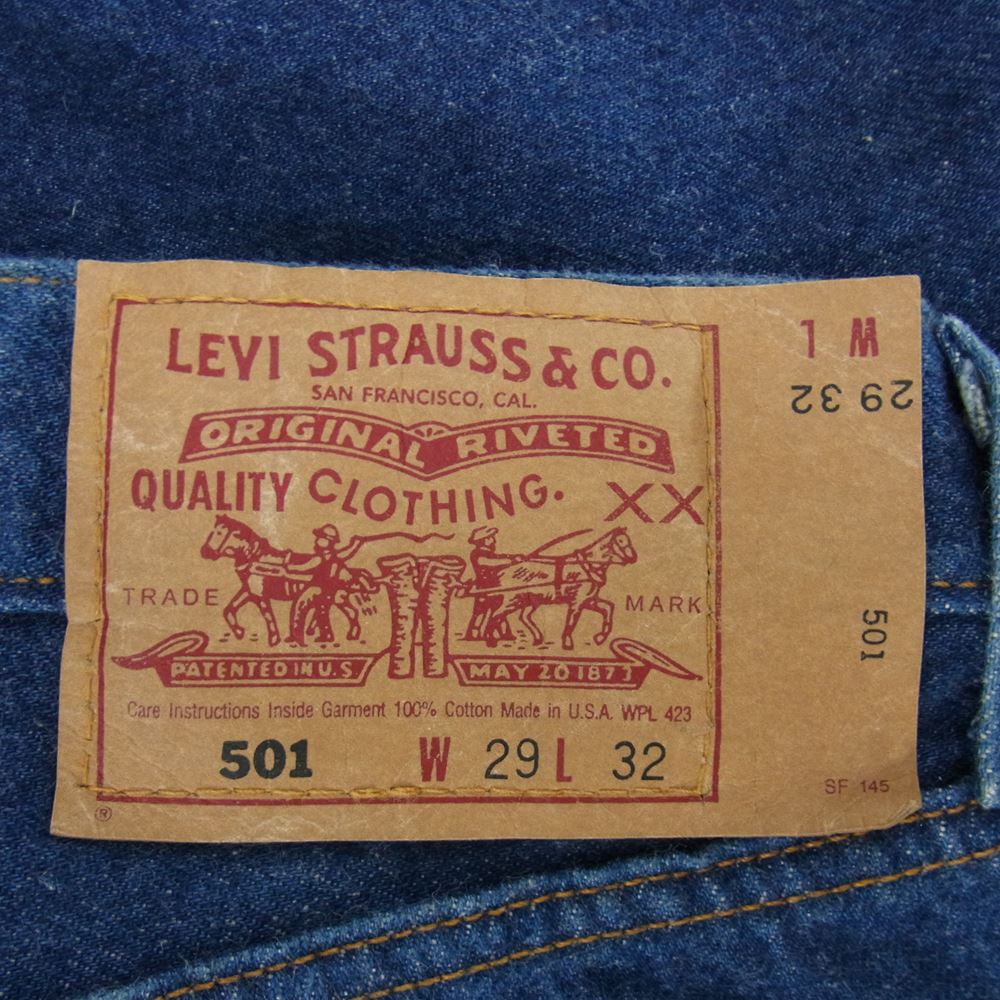 LEVI STRAUSS & CO.
SAN FRANCISCO, CAL.
ORIGINAL RIVETED
QUALITY CLOTHING. XX
TRADE MARK
PATENTED IN U.S MAY 20 1873
Care Instructions Inside Garment 100% Cotton Made in U.S.A. WPL 423
501 W 29 L 32
®
W L
29 32
501
SF 145